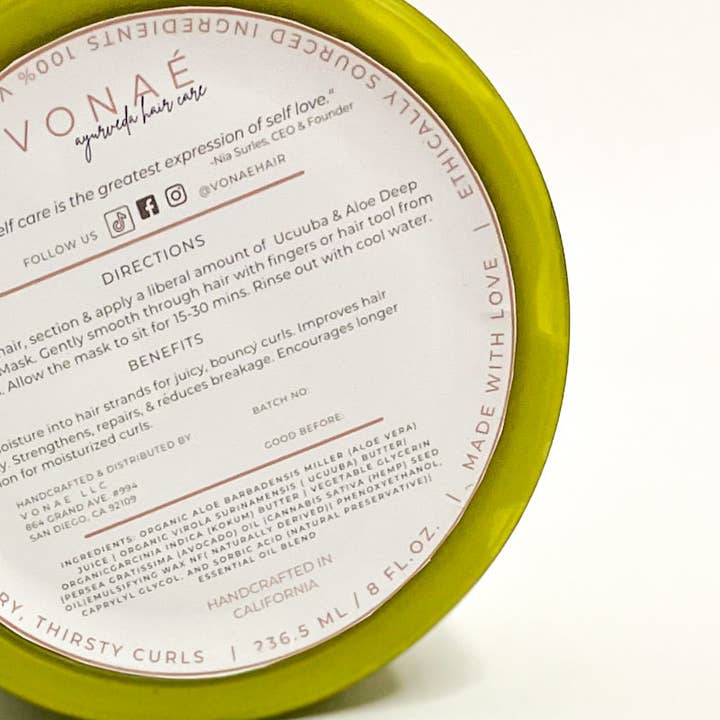 ETHICALLY SOURCED INGREDIENTS 100% V
VONAÉ
ayurveda hair care
elf care is the greatest expression of self love."
-Nia Surles, CEO & Founder
FOLLOW US @VONAEHAIR
DIRECTIONS
hair, section & apply a liberal amount of Ucuuba & Aloe Deep
Mask. Gently smooth through hair with fingers or hair tool from
. Allow the mask to sit for 15-30 mins. Rinse out with cool water.
BENEFITS
oisture into hair strands for juicy, bouncy curls. Improves hair
y. Strengthens, repairs, & reduces breakage. Encourages longer
ion for moisturized curls.
HANDCRAFTED & DISTRIBUTED BY
VONAE LLC
864 GRAND AVE. #994
SAN DIEGO, CA 92109
BATCH NO:
GOOD BEFORE:
INGREDIENTS: ORGANIC ALOE BARBADENSIS MILLER (ALOE VERA)
JUICE | ORGANIC VIROLA SURINAMENSIS ( UCUUBA) BUTTER|
ORGANICGARCINIA INDICA (KOKUM) BUTTER | VEGETABLE GLYCERIN
|PERSEA GRATISSIMA (AVOCADO) OIL |CANNABIS SATIVA (HEMP) SEED
OIL|EMULSIFYING WAX NF( NATURALLY DERIVED)| PHENOXYETHANOL,
CAPRYLYL GLYCOL, AND SORBIC ACID (NATURAL PRESERVATIVE)|
ESSENTIAL OIL BLEND
HANDCRAFTED IN
CALIFORNIA
RY, THIRSTY CURLS | 236.5 ML / 8 FL.OZ. | MADE WITH LOVE |